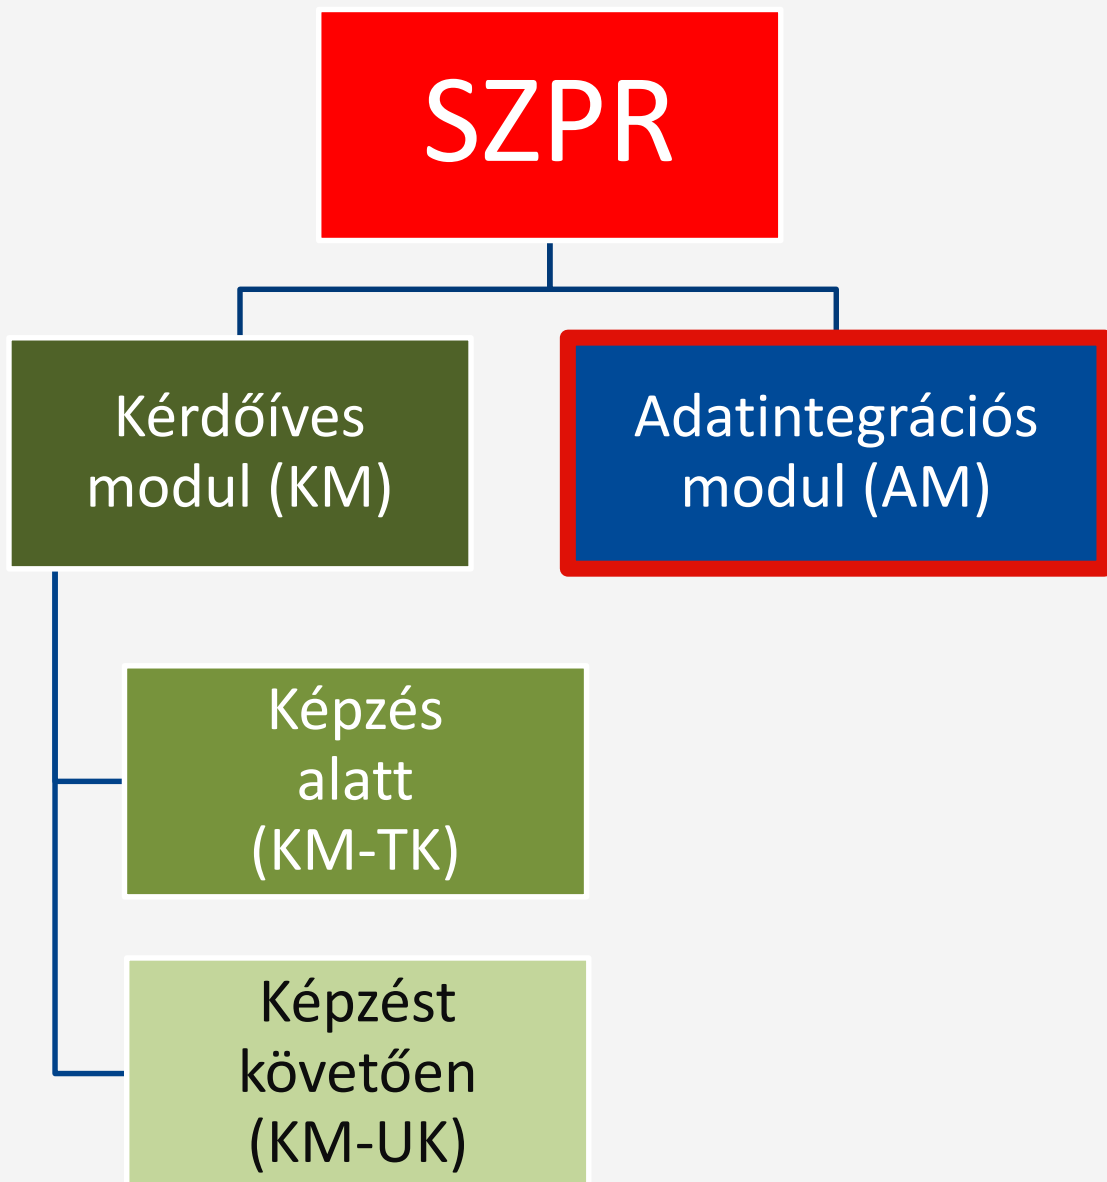 SZPR
Kérdőíves
modul (KM)
Adatintegrációs
modul (AM)
Képzés
alatt
(KM-TK)
Képzést
követően
(KM-UK)